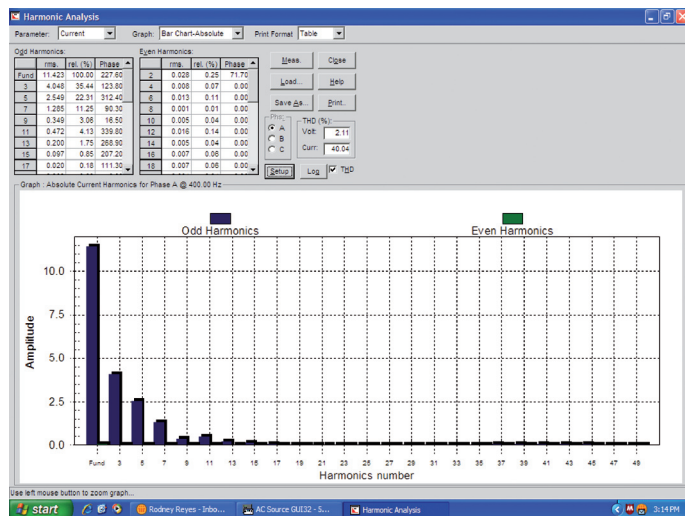 Harmonic Analysis
Parameter: Current Graph: Bar Chart-Absolute Print Format Table
Odd Harmonics: Even Harmonics:
rms. rel. (%) Phase rms. rel. (%) Phase
Fund 11.423 100.00 227.60 2 0.028 0.25 71.70
3 4.048 35.44 123.80 4 0.008 0.07 0.00
5 2.549 22.31 312.40 6 0.013 0.11 0.00
7 1.285 11.25 90.30 8 0.001 0.01 0.00
9 0.349 3.06 16.50 10 0.005 0.04 0.00
11 0.472 4.13 339.80 12 0.016 0.14 0.00
13 0.200 1.75 268.90 14 0.005 0.04 0.00
15 0.097 0.85 207.20 16 0.007 0.06 0.00
17 0.020 0.18 111.30 18 0.007 0.06 0.00
Meas. Close
Load... Help
Save As... Print..
A
B
C
THD (%):
Volt: 2.11
Curr: 40.04
Setup Log THD
Graph : Absolute Current Harmonics for Phase A @ 400.00 Hz
Odd Harmonics Even Harmonics
Amplitude
10.0
7.5
5.0
2.5
0.0
Fund 3 5 7 9 11 13 15 17 19 21 23 25 27 29 31 33 35 37 39 41 43 45 47 49
Harmonics number
Use left mouse button to zoom graph...
start Rodney Reyes - Inbo... AC Source GUI32 - S... Harmonic Analysis 3:14 PM